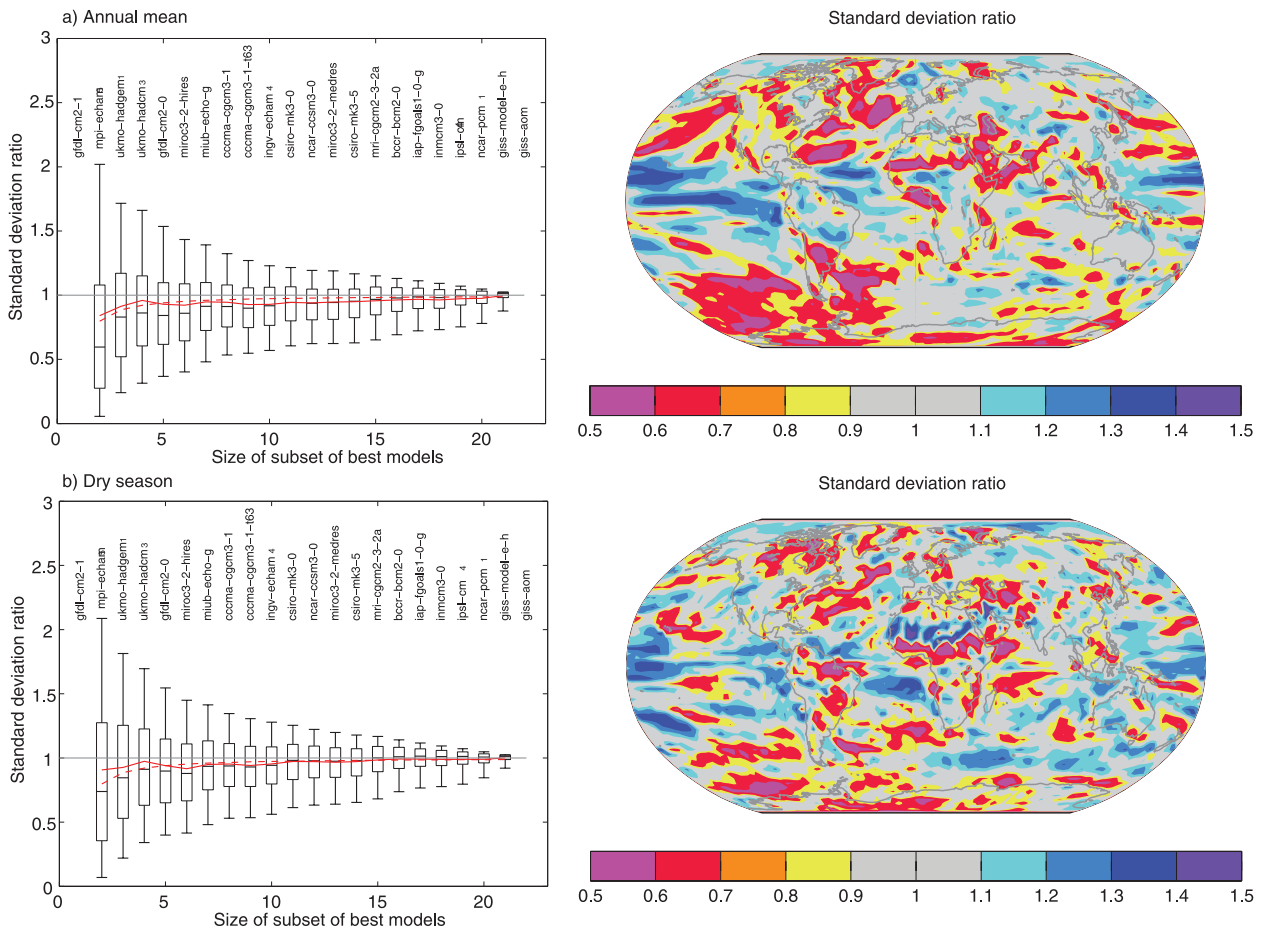 a) Annual mean
Standard deviation ratio
3
2.5
2
1.5
1
0.5
0
0
5
10
15
20
Size of subset of best models
gfdl-cm2-1
ukmo-hadgem1
ukmo-hadcm3
gfdl-cm2-0
miroc3-2-hires
miub-echo-g
cccma-cgcm3-1
cccma-cgcm3-1-t63
ingv-echam4
csiro-mk3-0
ncar-ccsm3-0
miroc3-2-medres
csiro-mk3-5
mri-cgcm2-3-2a
bccr-bcm2-0
iap-fgoals1-0-g
inmcm3-0
ncar-pcm1
giss-model-e-h
giss-aom
Standard deviation ratio
0.5 0.6 0.7 0.8 0.9 1 1.1 1.2 1.3 1.4 1.5
b) Dry season
Standard deviation ratio
3
2.5
2
1.5
1
0.5
0
0
5
10
15
20
Size of subset of best models
gfdl-cm2-1
ukmo-hadgem1
ukmo-hadcm3
gfdl-cm2-0
miroc3-2-hires
miub-echo-g
cccma-cgcm3-1
cccma-cgcm3-1-t63
ingv-echam 4
csiro-mk3-0
ncar-ccsm3-0
miroc3-2-medres
csiro-mk3-5
mri-cgcm2-3-2a
bccr-bcm2-0
iap-fgoals1-0-g
inmcm3-0
ipsl-cm 4
ncar-pcm 1
giss-model-e-h
giss-aom
Standard deviation ratio
0.5 0.6 0.7 0.8 0.9 1 1.1 1.2 1.3 1.4 1.5